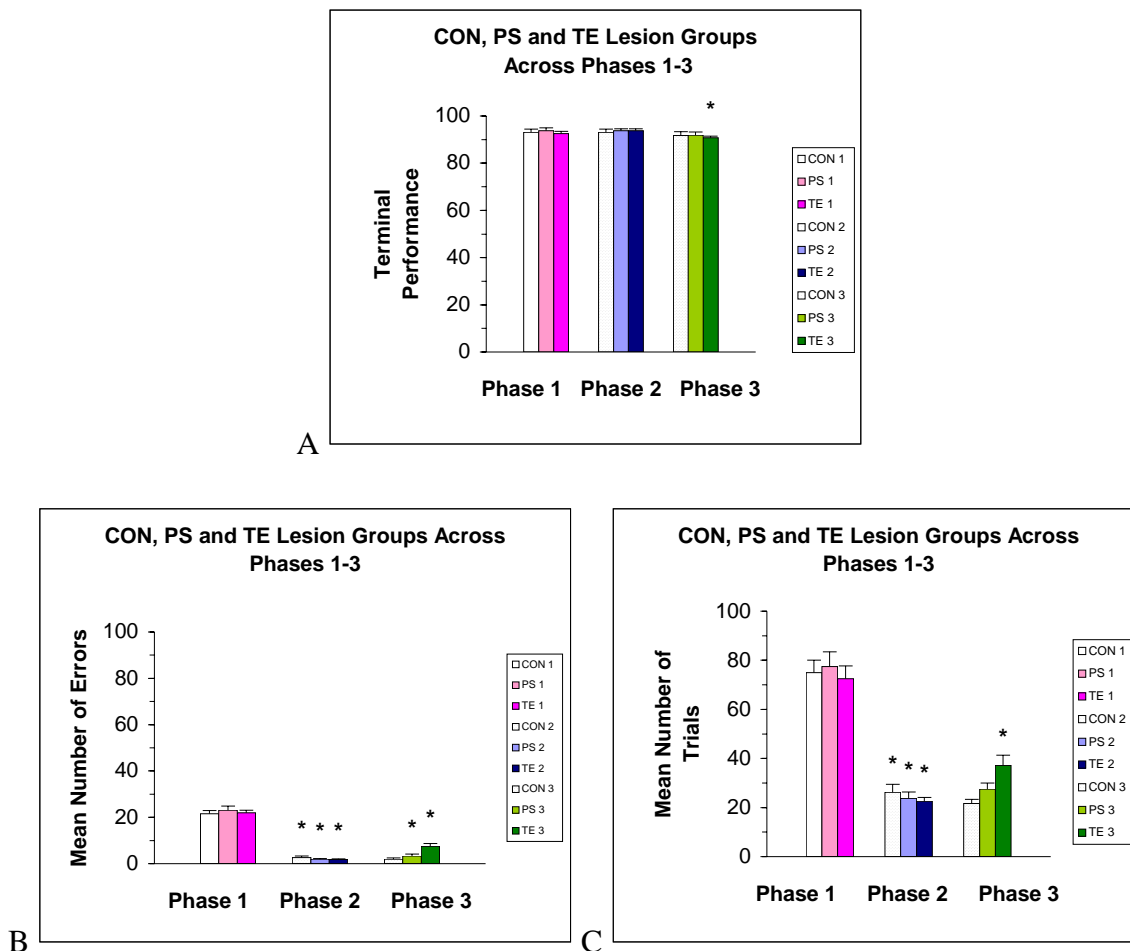 CON, PS and TE Lesion Groups
Across Phases 1-3
*
100
80
60
40
20
0
Terminal
Performance
Phase 1 Phase 2 Phase 3
CON 1
PS 1
TE 1
CON 2
PS 2
TE 2
CON 3
PS 3
TE 3
A
CON, PS and TE Lesion Groups Across
Phases 1-3
100
80
60
40
20
0
Mean Number of Errors
* * * * *
Phase 1 Phase 2 Phase 3
CON 1
PS 1
TE 1
CON 2
PS 2
TE 2
CON 3
PS 3
TE 3
B
CON, PS and TE Lesion Groups Across
Phases 1-3
100
80
60
40
20
0
Mean Number of
Trials
* * * *
Phase 1 Phase 2 Phase 3
CON 1
PS 1
TE 1
CON 2
PS 2
TE 2
CON 3
PS 3
TE 3
C